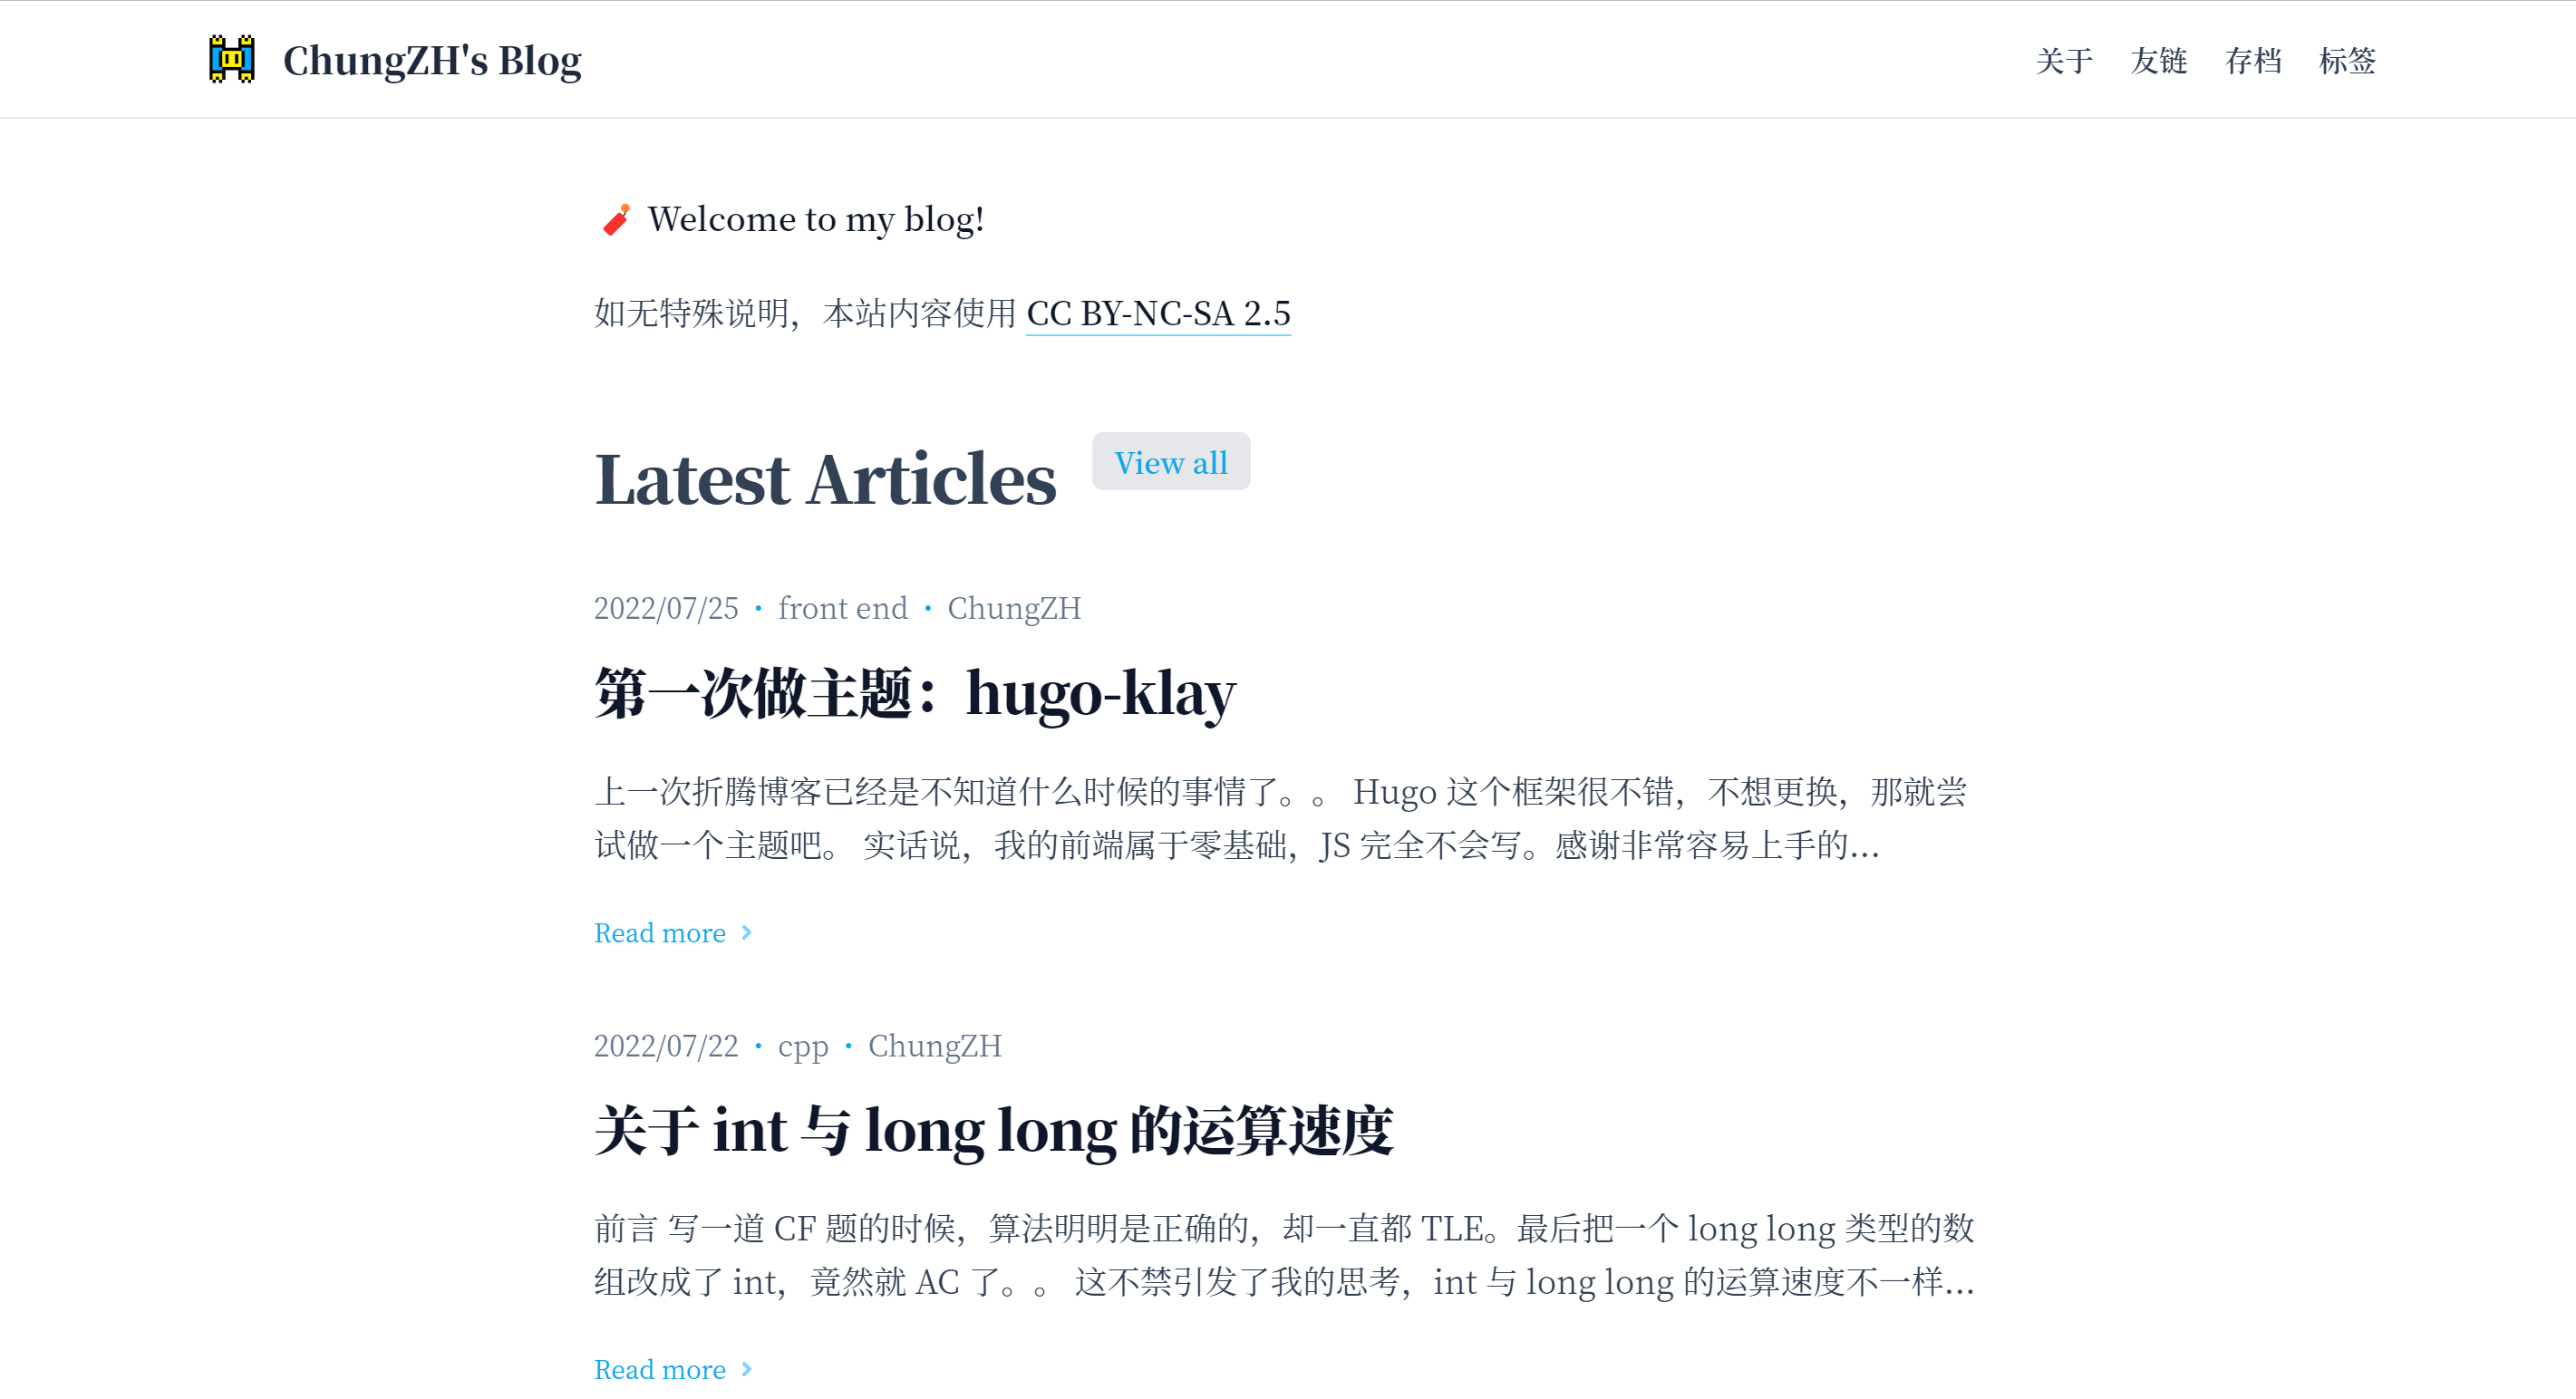 ChungZH's Blog
关于 友链 存档 标签
🧨 Welcome to my blog!
如无特殊说明，本站内容使用 CC BY-NC-SA 2.5
Latest Articles View all
2022/07/25 • front end • ChungZH
第一次做主题：hugo-klay
上一次折腾博客已经是不知道什么时候的事情了。。 Hugo 这个框架很不错，不想更换，那就尝
试做一个主题吧。 实话说，我的前端属于零基础，JS 完全不会写。感谢非常容易上手的...
Read more
2022/07/22 • cpp • ChungZH
关于 int 与 long long 的运算速度
前言 写一道 CF 题的时候，算法明明是正确的，却一直都 TLE。最后把一个 long long 类型的数
组改成了 int，竟然就 AC 了。。 这不禁引发了我的思考，int 与 long long 的运算速度不一样...
Read more